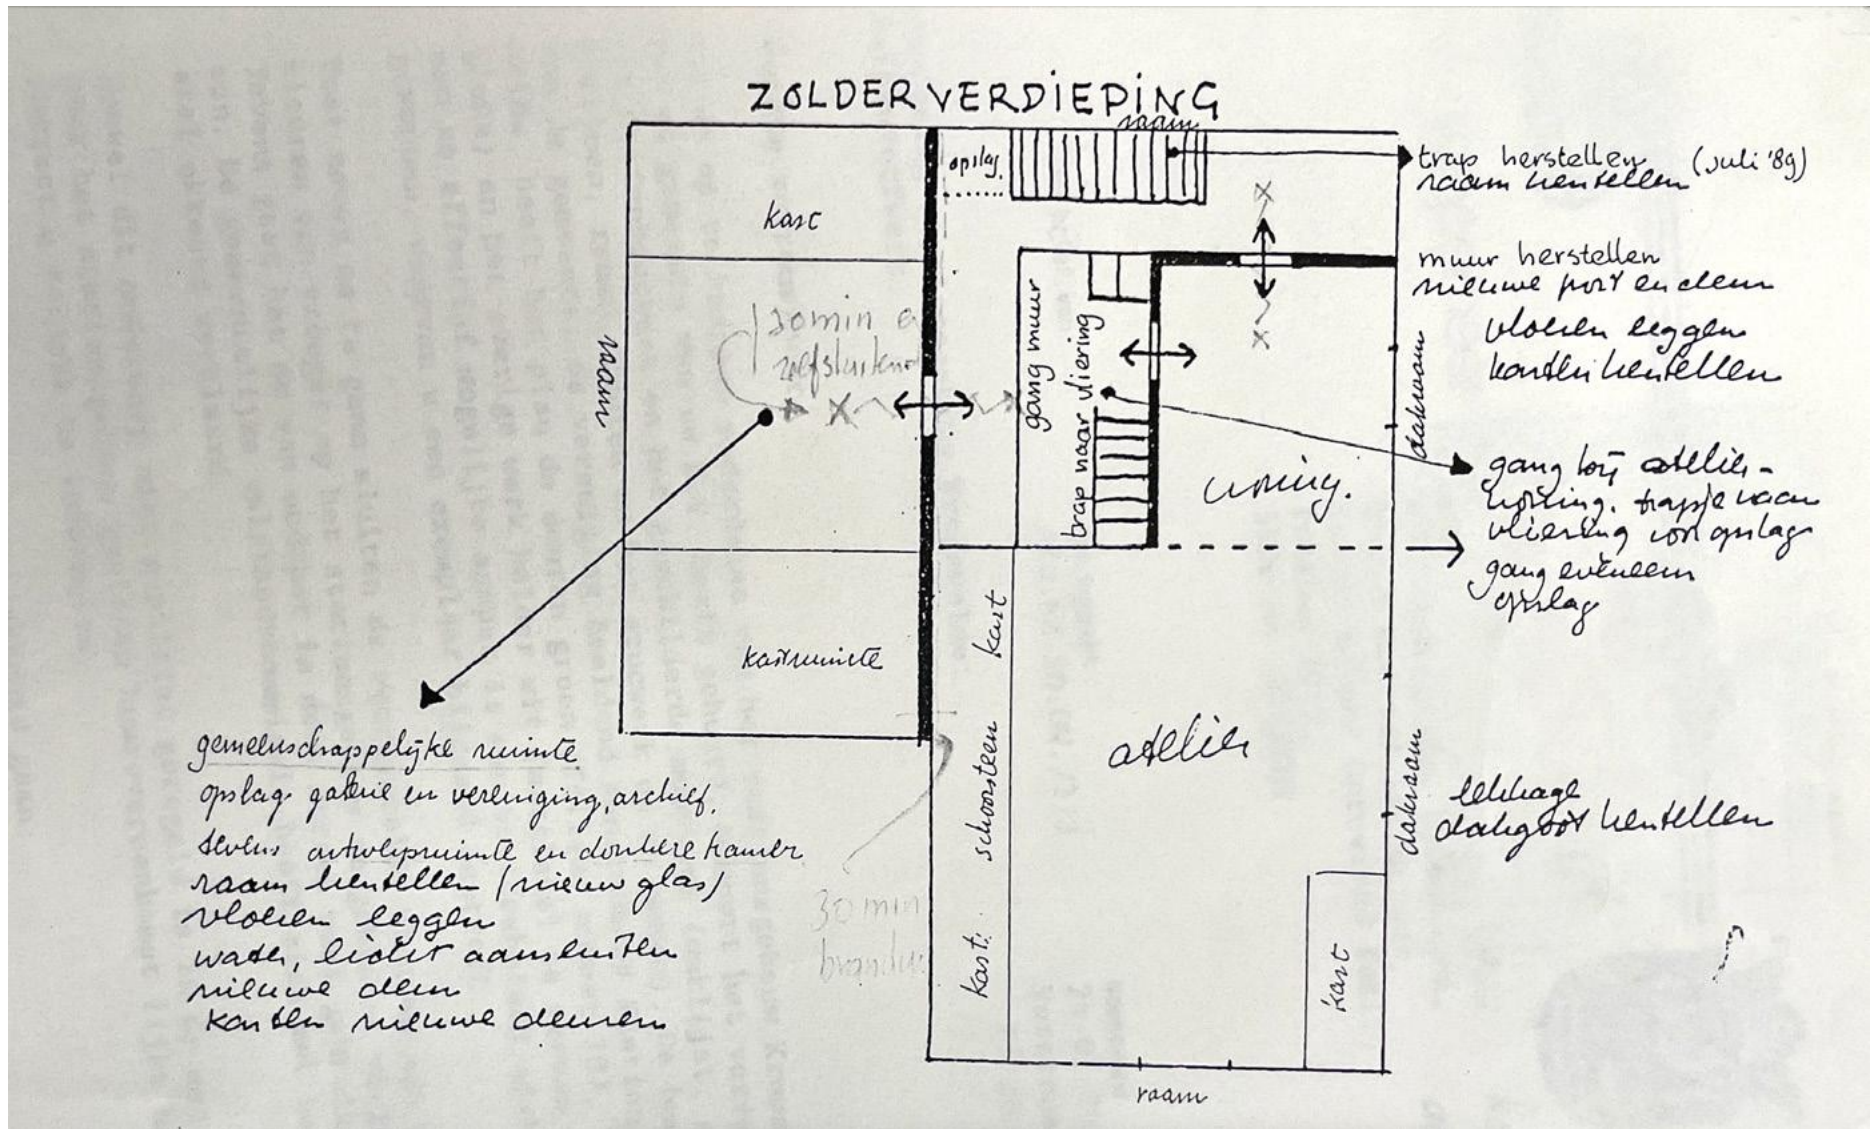 ZOLDERVERDIEPING
raam
opslag.
trap herstellen (juli '89)
raam herstellen
kast
muur herstellen
nieuwe post en deur
vloeren leggen
kasten herstellen
30 min
zelfsluitend
raam
gang muur
trap naar vliering
dakraam
woning.
gang bij atelier-
woning. trapje naar
vliering voor opslag
gang eveneens
opslag
kast
kastruimte
schoorsteen
atelier
dakraam
lekkage
dakgoot herstellen
gemeenschappelijke ruimte
opslag galerie en vereniging, archief,
tevens ontwerpruimte en donkere kamer
raam herstellen (nieuw glas)
vloeren leggen
water, licht aansluiten
nieuwe deur
kasten nieuwe deuren
30 min
kast
kast
raam